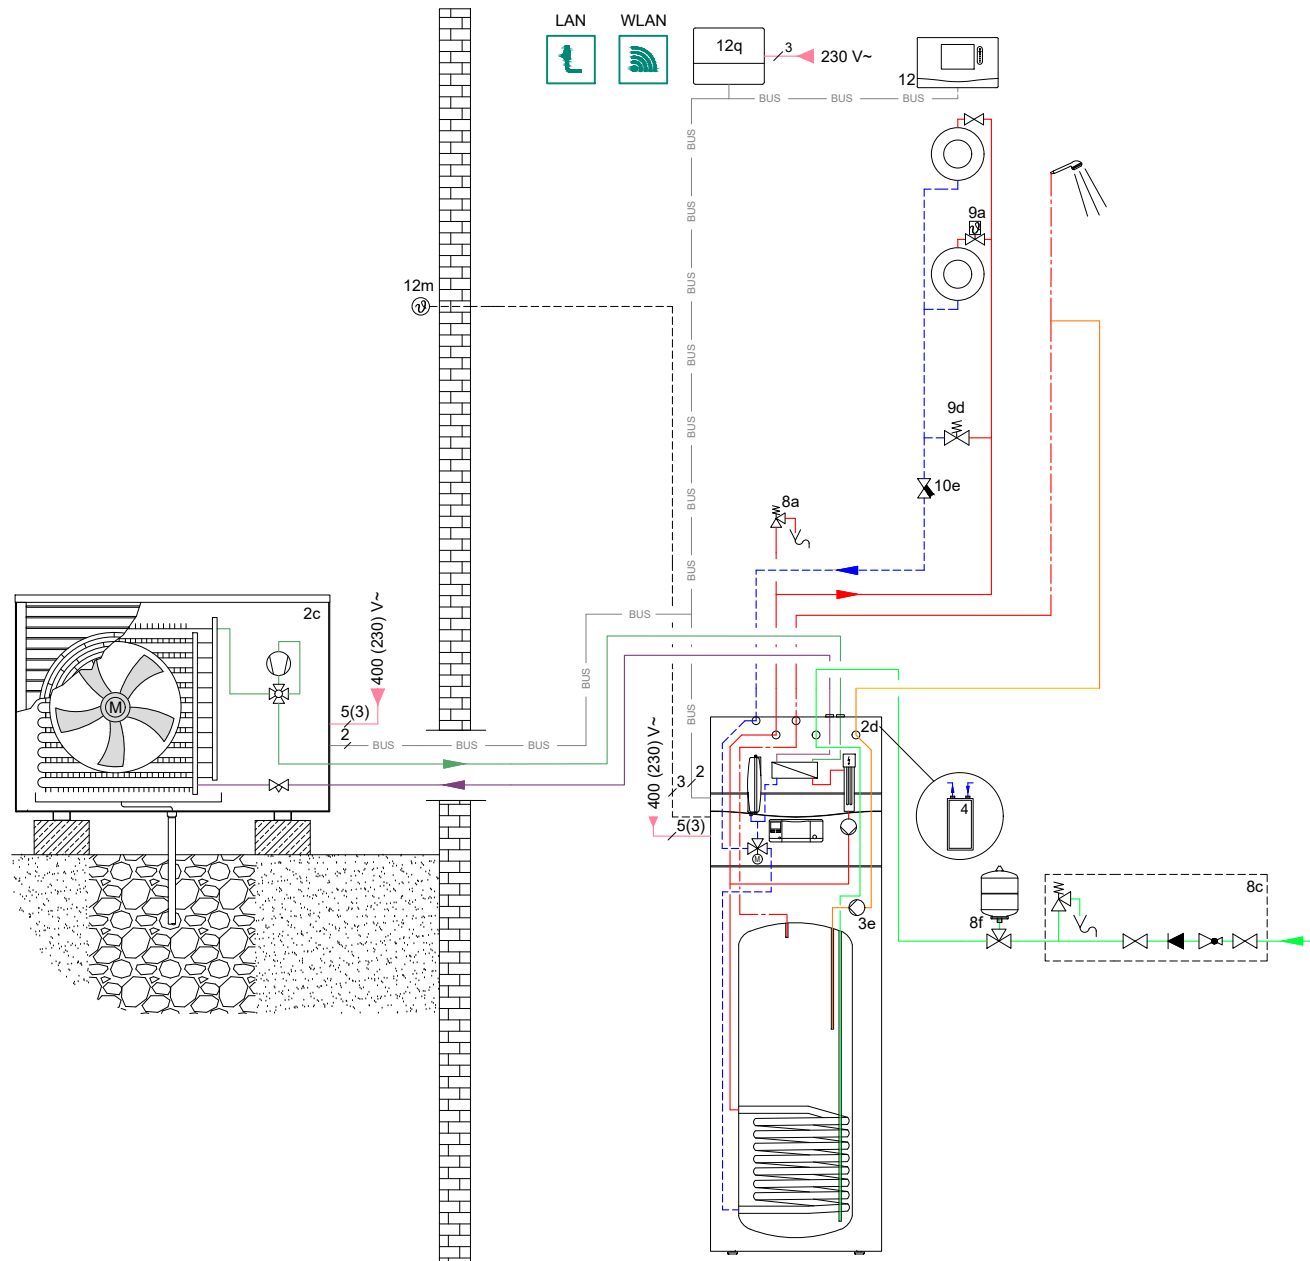 LAN WLAN
12q
3
230 V~
12
BUS BUS BUS
BUS
BUS
BUS
BUS
BUS
BUS
BUS
9a
12m
ϑ
ϑ
9d
10e
8a
2c
400 (230) V~
5(3)
2
BUS BUS BUS
BUS
BUS
BUS
M
2d
400 (230) V~
3
2
5(3)
M
4
3e
8f
8c